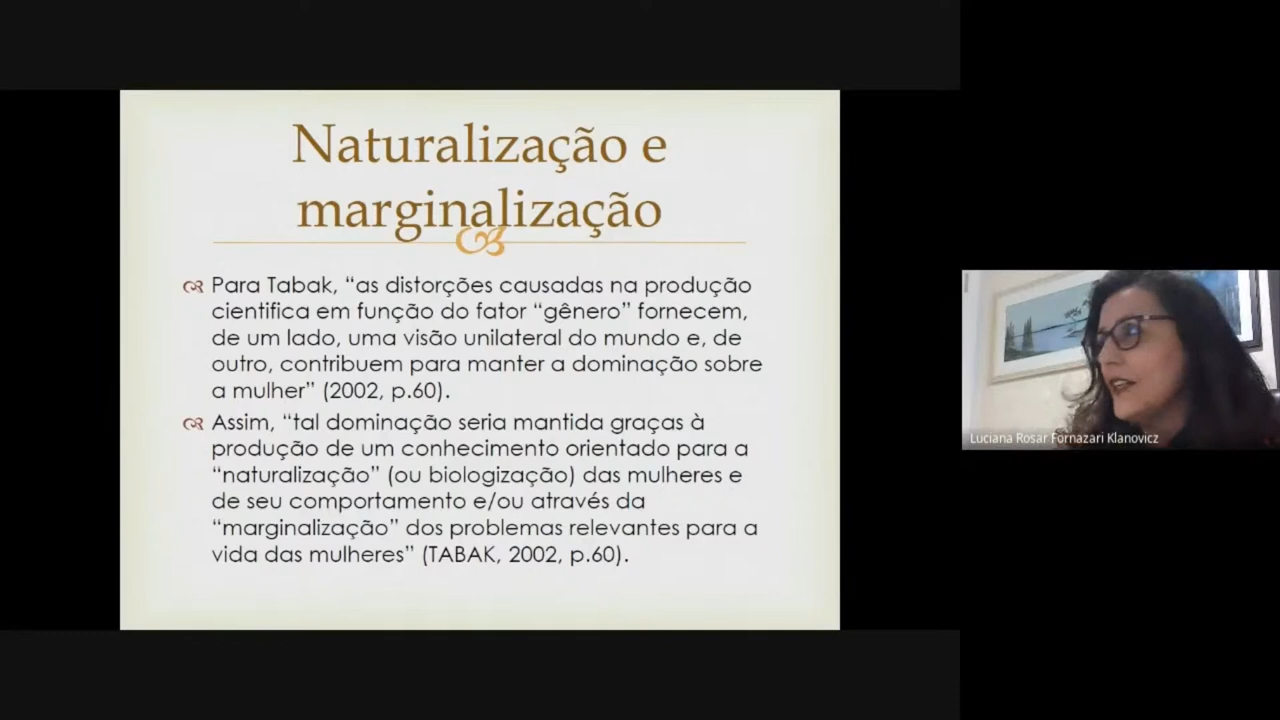 Naturalização e
marginalização
Para Tabak, “as distorções causadas na produção
cientifica em função do fator “gênero” fornecem,
de um lado, uma visão unilateral do mundo e, de
outro, contribuem para manter a dominação sobre
a mulher” (2002, p.60).
Assim, “tal dominação seria mantida graças à
produção de um conhecimento orientado para a
“naturalização” (ou biologização) das mulheres e
de seu comportamento e/ou através da
“marginalização” dos problemas relevantes para a
vida das mulheres” (TABAK, 2002, p.60).
Luciana Rosar Fornazari Klanovicz